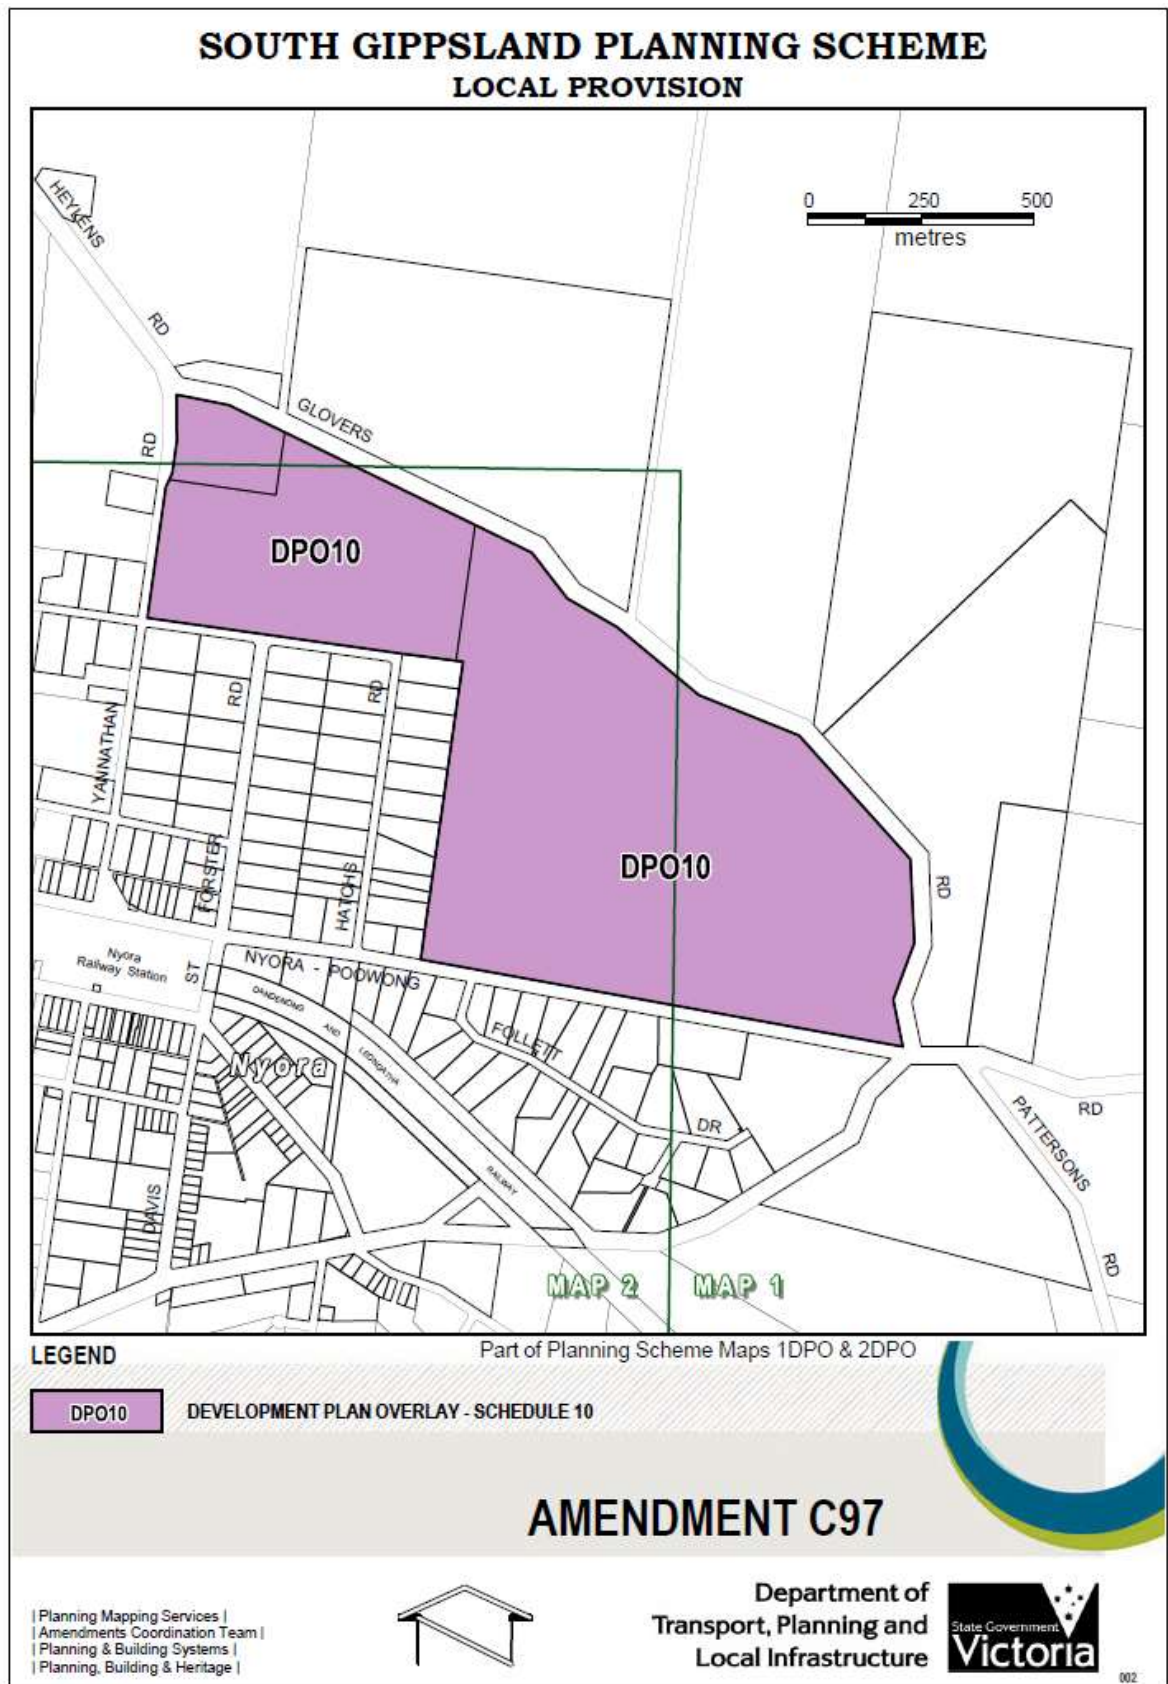 SOUTH GIPPSLAND PLANNING SCHEME
LOCAL PROVISION
0 250 500
metres
HEYKENS
RD
GLOVERS
RD
DPO10
RD
RD
YANNATHAN
DPO10
FORSTER
HATCHS
RD
Nyora
Railway Station
ST
NYORA - POOWONG
DANDENONG
AND
LEONGATHA
RAILWAY
FOLLETT
DR
Nyora
RD
PATTERSONS
RD
DAVIS
MAP 2
MAP 1
LEGEND
Part of Planning Scheme Maps 1DPO & 2DPO
DPO10
DEVELOPMENT PLAN OVERLAY - SCHEDULE 10
AMENDMENT C97
| Planning Mapping Services |
| Amendments Coordination Team |
| Planning & Building Systems |
| Planning, Building & Heritage |
Department of
Transport, Planning and
Local Infrastructure
State Government
Victoria
002